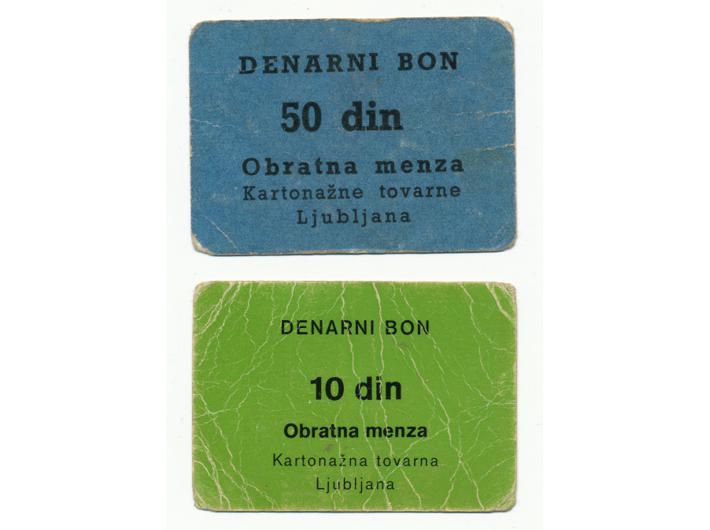 DENARNI BON
50 din
Obratna menza
Kartonažne tovarne
Ljubljana
DENARNI BON
10 din
Obratna menza
Kartonažna tovarna
Ljubljana